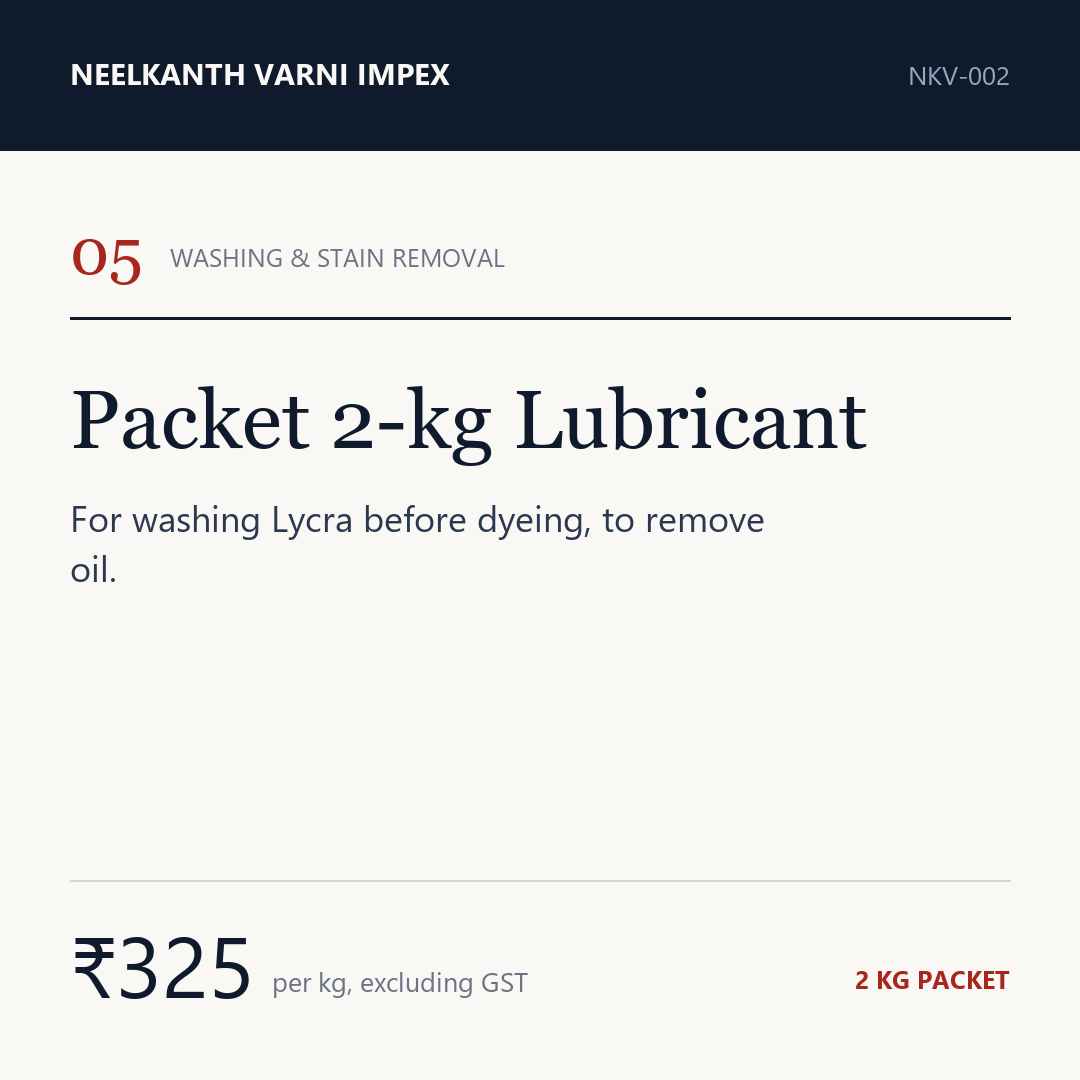 NEELKANTH VARNI IMPEX
NKV-002
05
WASHING & STAIN REMOVAL
Packet 2-kg Lubricant
For washing Lycra before dyeing, to remove
oil.
₹325
per kg, excluding GST
2 KG PACKET